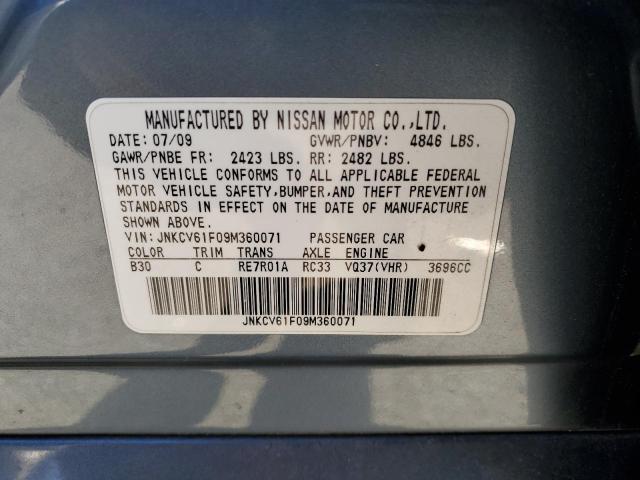 MANUFACTURED BY NISSAN MOTOR CO.,LTD.
DATE: 07/09 GVWR/PNBV: 4846 LBS.
GAWR/PNBE FR: 2423 LBS. RR: 2482 LBS.
THIS VEHICLE CONFORMS TO ALL APPLICABLE FEDERAL
MOTOR VEHICLE SAFETY,BUMPER,AND THEFT PREVENTION
STANDARDS IN EFFECT ON THE DATE OF MANUFACTURE
SHOWN ABOVE.
VIN: JNKCV61F09M360071 PASSENGER CAR
COLOR TRIM TRANS AXLE ENGINE
B30 C RE7R01A RC33 VQ37(VHR) 3696CC
JNKCV61F09M360071